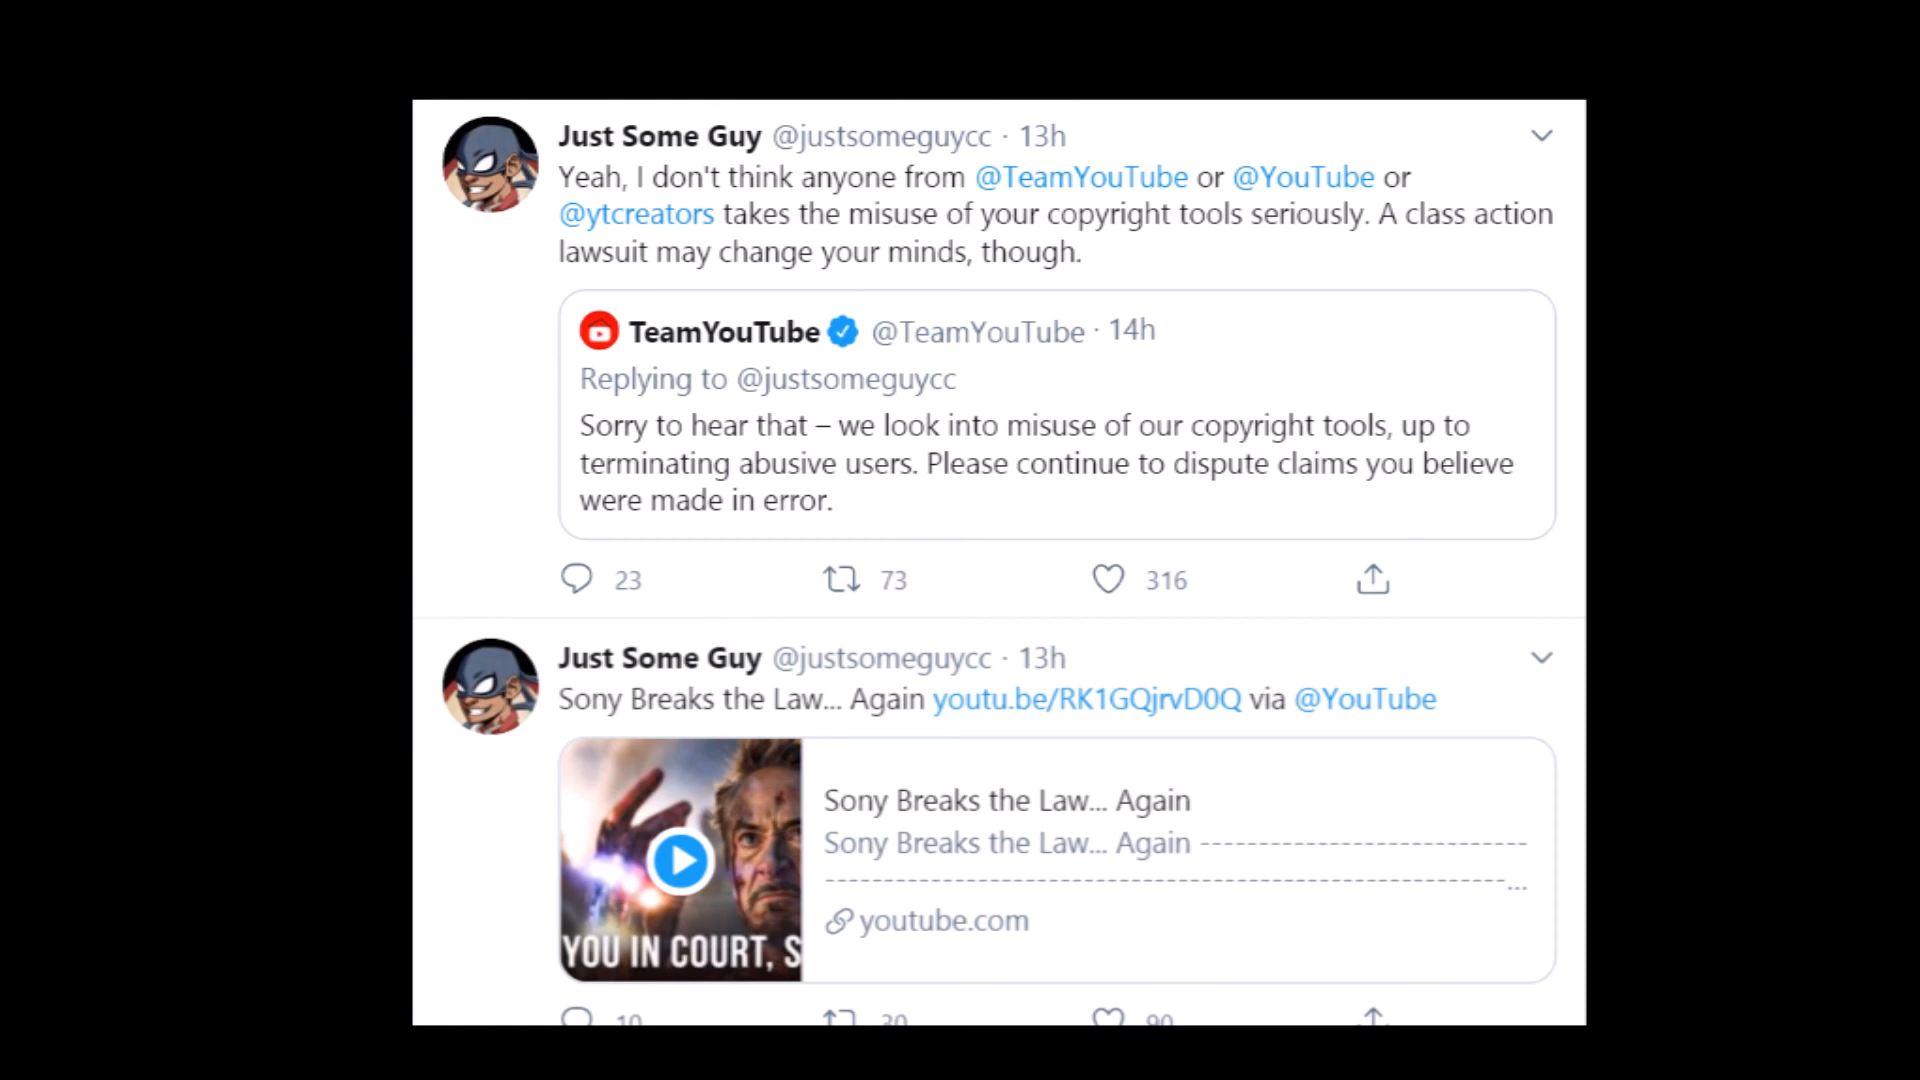 Just Some Guy @justsomeguycc · 13h
Yeah, I don't think anyone from @TeamYouTube or @YouTube or
@ytcreators takes the misuse of your copyright tools seriously. A class action
lawsuit may change your minds, though.
TeamYouTube @TeamYouTube · 14h
Replying to @justsomeguycc
Sorry to hear that – we look into misuse of our copyright tools, up to
terminating abusive users. Please continue to dispute claims you believe
were made in error.
23 73 316
Just Some Guy @justsomeguycc · 13h
Sony Breaks the Law... Again youtu.be/RK1GQjrvD0Q via @YouTube
Sony Breaks the Law... Again
Sony Breaks the Law... Again ----------------------------
----------------------------------------------------------...
youtube.com
YOU IN COURT, S
10 30 90